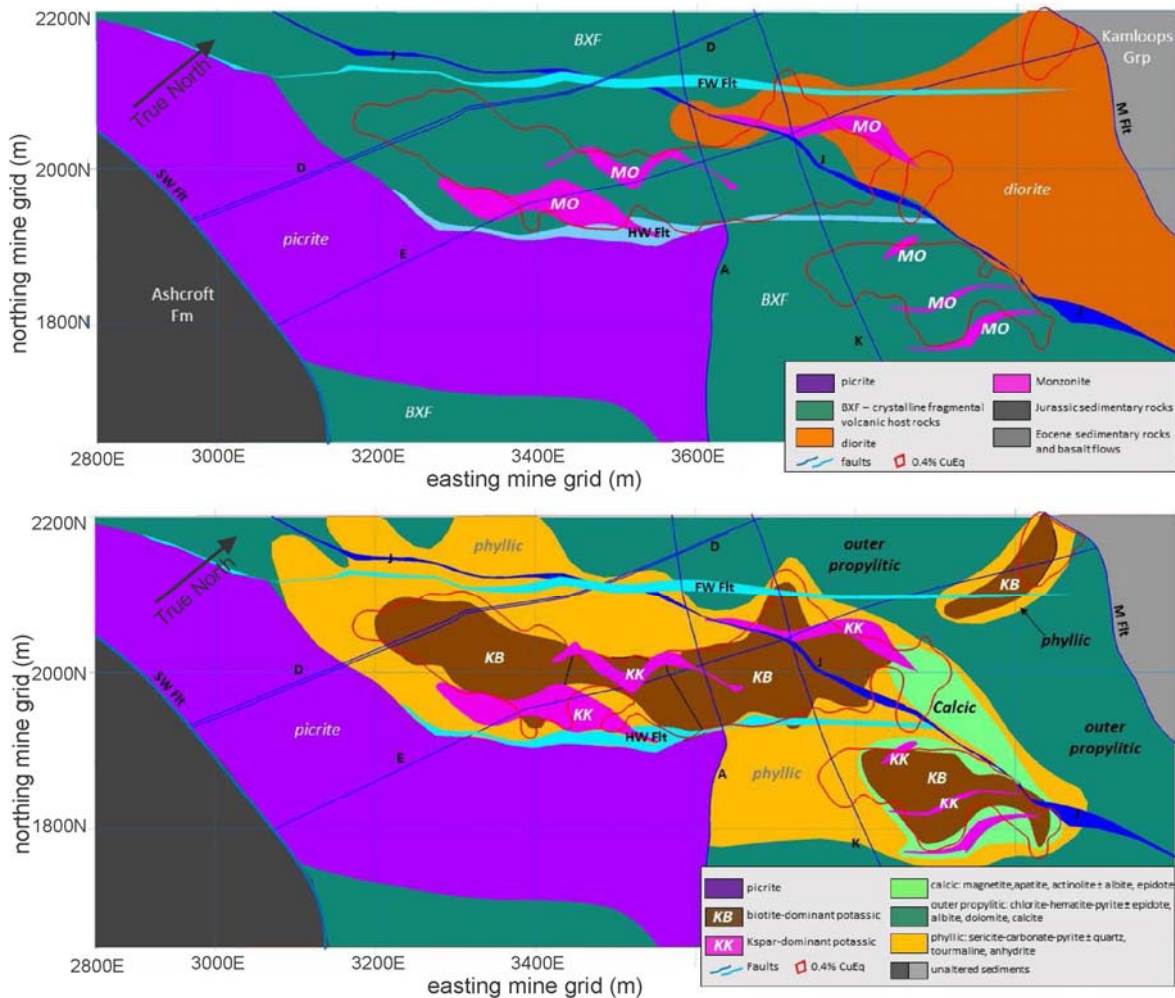 2200N
2000N
1800N
northing mine grid (m)
True North
BXF
J
D
FW Flt
Kamloops
Grp
M Flt
MO
MO
MO
J
diorite
SW Flt
D
picrite
E
HW Flt
A
BXF
MO
MO
MO
J
K
Ashcroft
Fm
BXF
picrite
BXF – crystalline fragmental
volcanic host rocks
diorite
faults
0.4% CuEq
Monzonite
Jurassic sedimentary rocks
Eocene sedimentary rocks
and basalt flows
2800E 3000E 3200E 3400E 3600E
easting mine grid (m)
2200N
2000N
1800N
northing mine grid (m)
True North
phyllic
J
D
FW Flt
outer
propylitic
KB
phyllic
M Flt
KB
KK
KK
KB
KK
J
Calcic
outer
propylitic
SW Flt
D
picrite
E
HW Flt
A
phyllic
KK
KB
KK
J
K
picrite
KB biotite-dominant potassic
KK Kspar-dominant potassic
Faults
0.4% CuEq
calcic: magnetite, apatite, actinolite ± albite, epidote
outer propylitic: chlorite-hematite-pyrite ± epidote,
albite, dolomite, calcite
phyllic: sericite-carbonate-pyrite ± quartz,
tourmaline, anhydrite
unaltered sediments
2800E 3000E 3200E 3400E 3600E
easting mine grid (m)